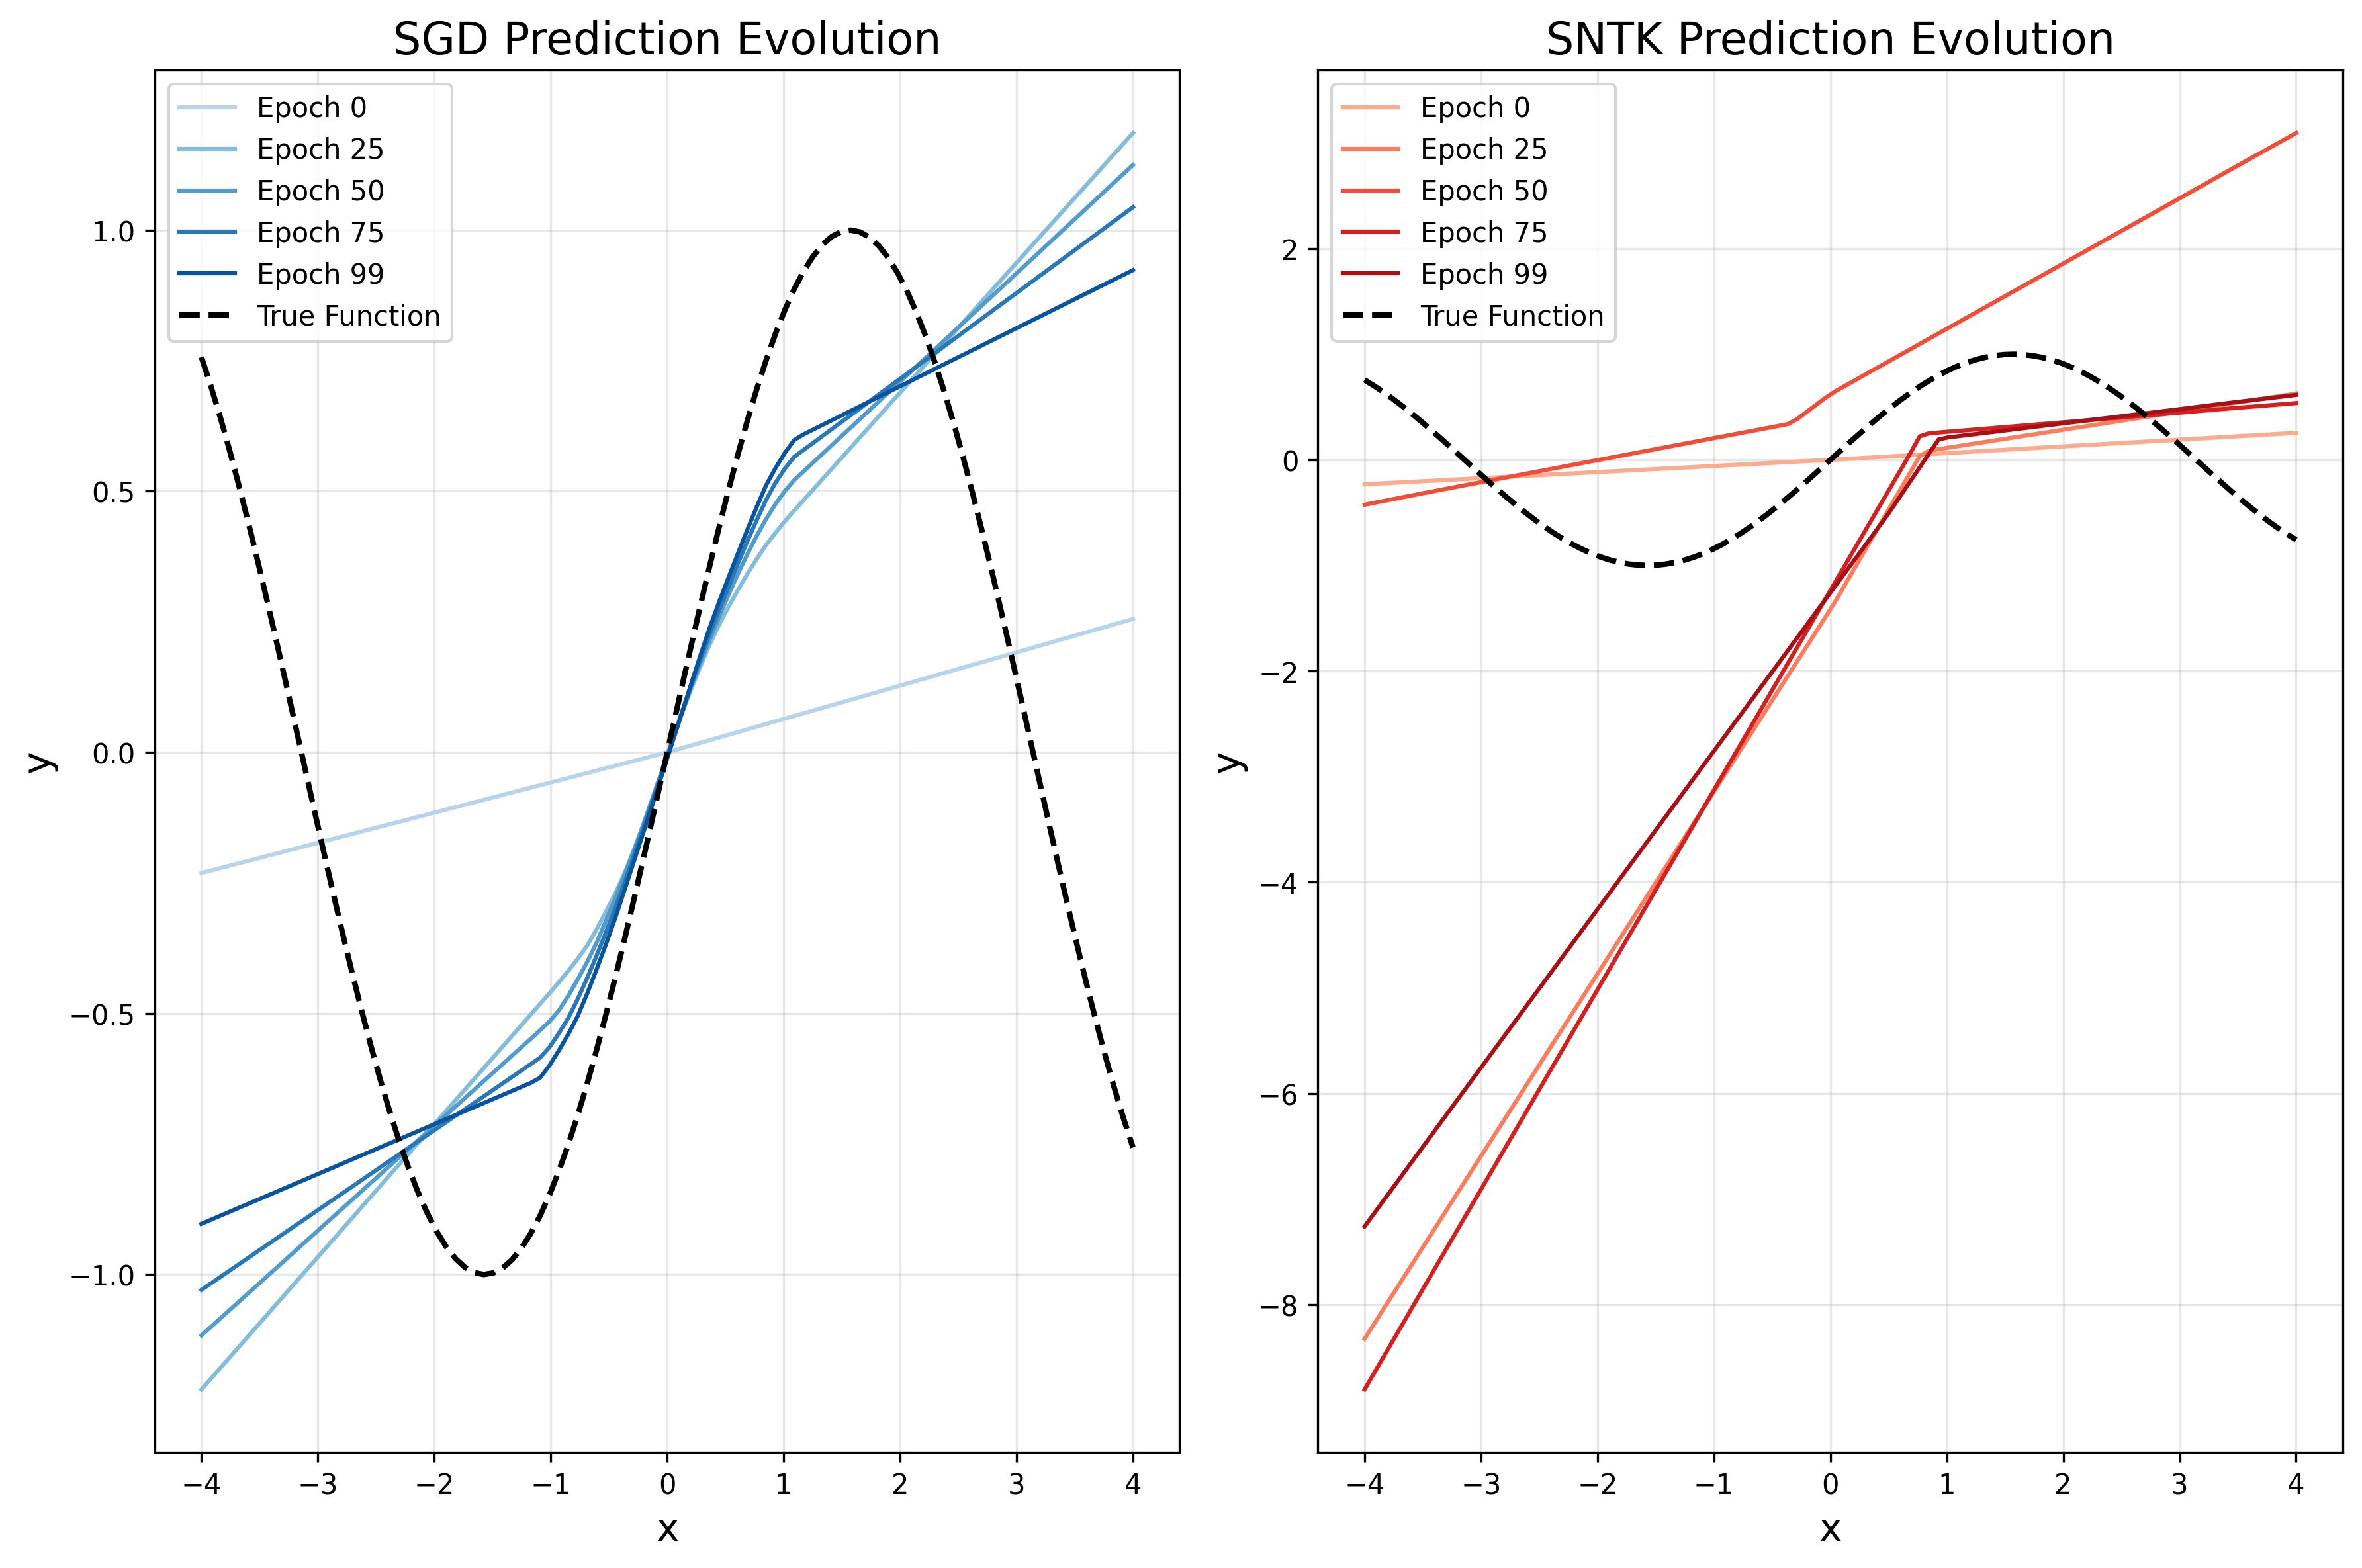 SGD Prediction Evolution
Epoch 0
Epoch 25
Epoch 50
Epoch 75
Epoch 99
True Function
1.0
0.5
0.0
−0.5
−1.0
y
−4 −3 −2 −1 0 1 2 3 4
x
SNTK Prediction Evolution
Epoch 0
Epoch 25
Epoch 50
Epoch 75
Epoch 99
True Function
2
0
−2
−4
−6
−8
y
−4 −3 −2 −1 0 1 2 3 4
x